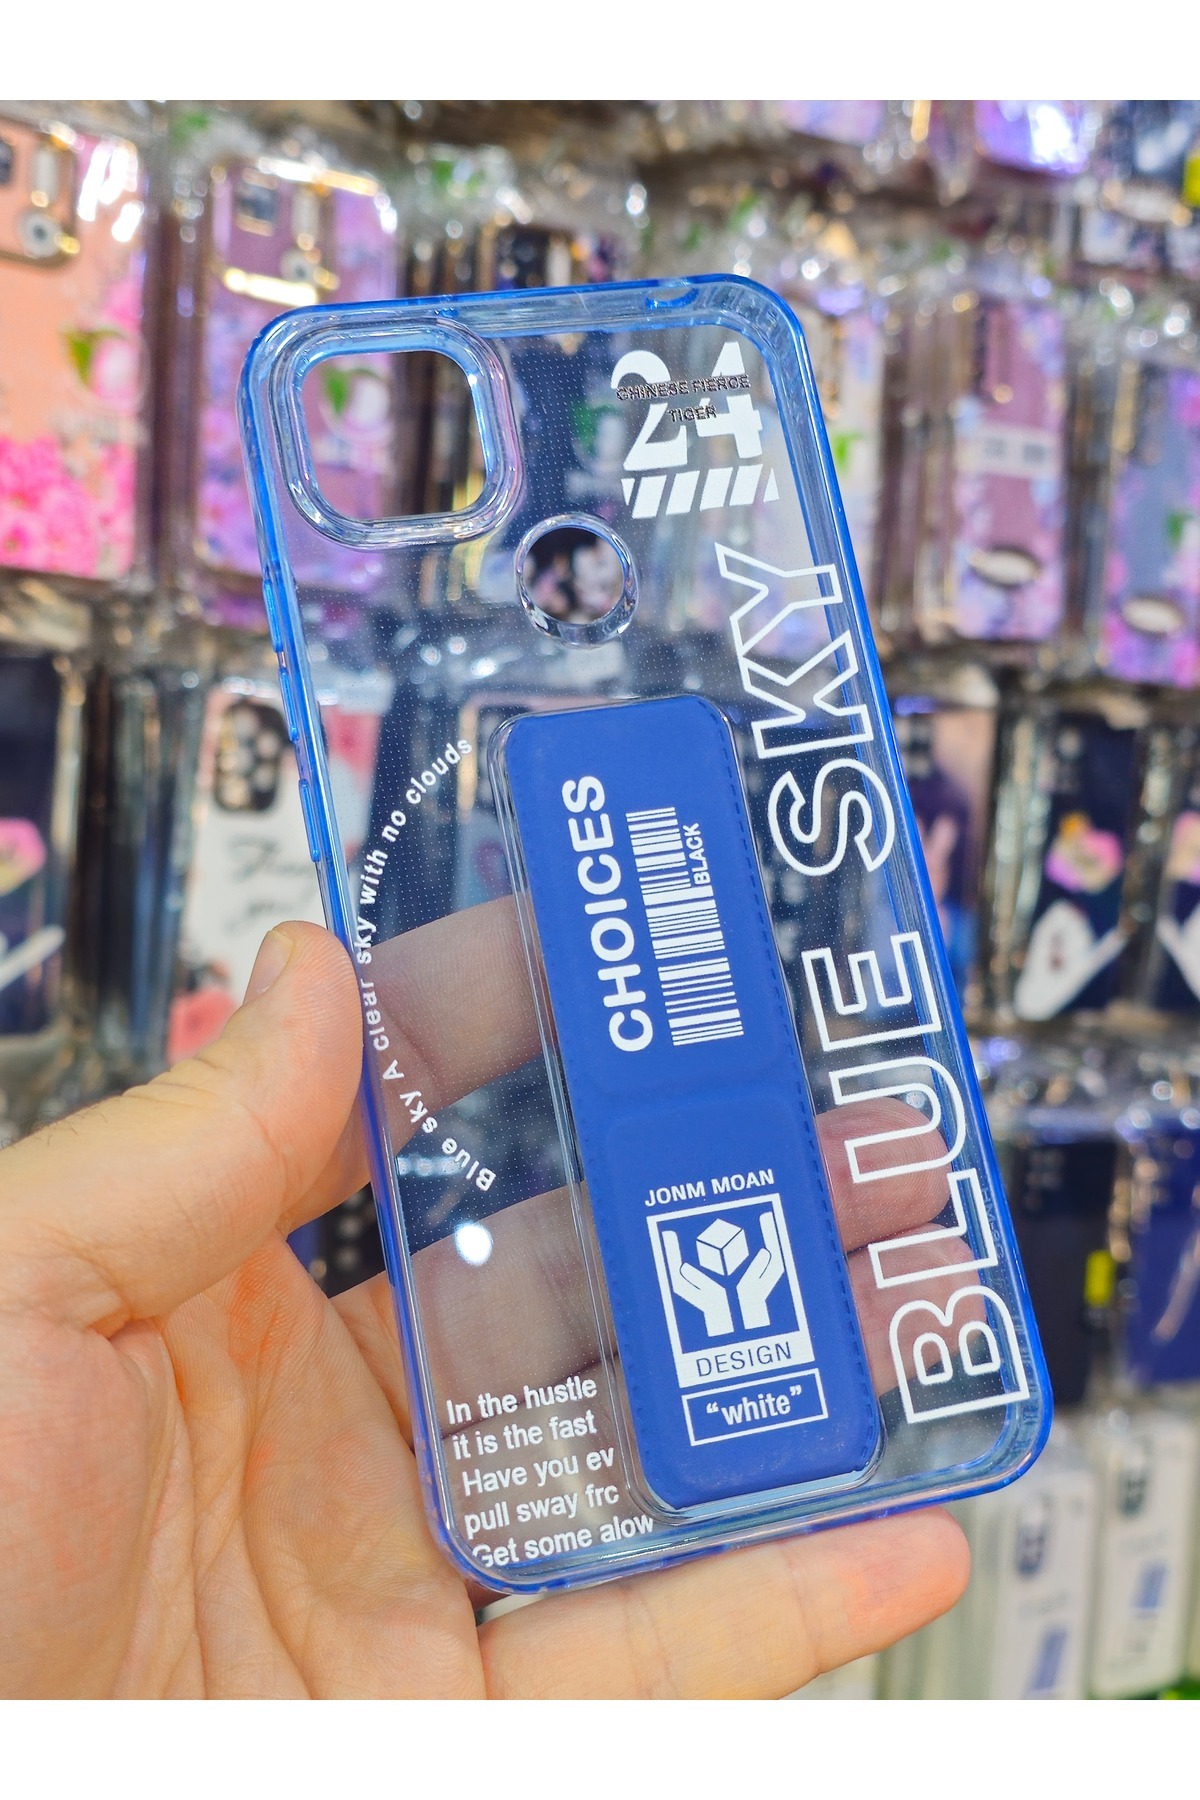 24
CHINESE FIERCE
TIGER
BLUE SKY
Blue sky A clear sky with no clouds
CHOICES
BLACK
JONM MOAN
DESIGN
“white”
In the hustle
it is the fast
Have you ev
pull sway frc
Get some alow